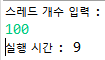 스레드 개수 입력 :
100
실행 시간 : 9